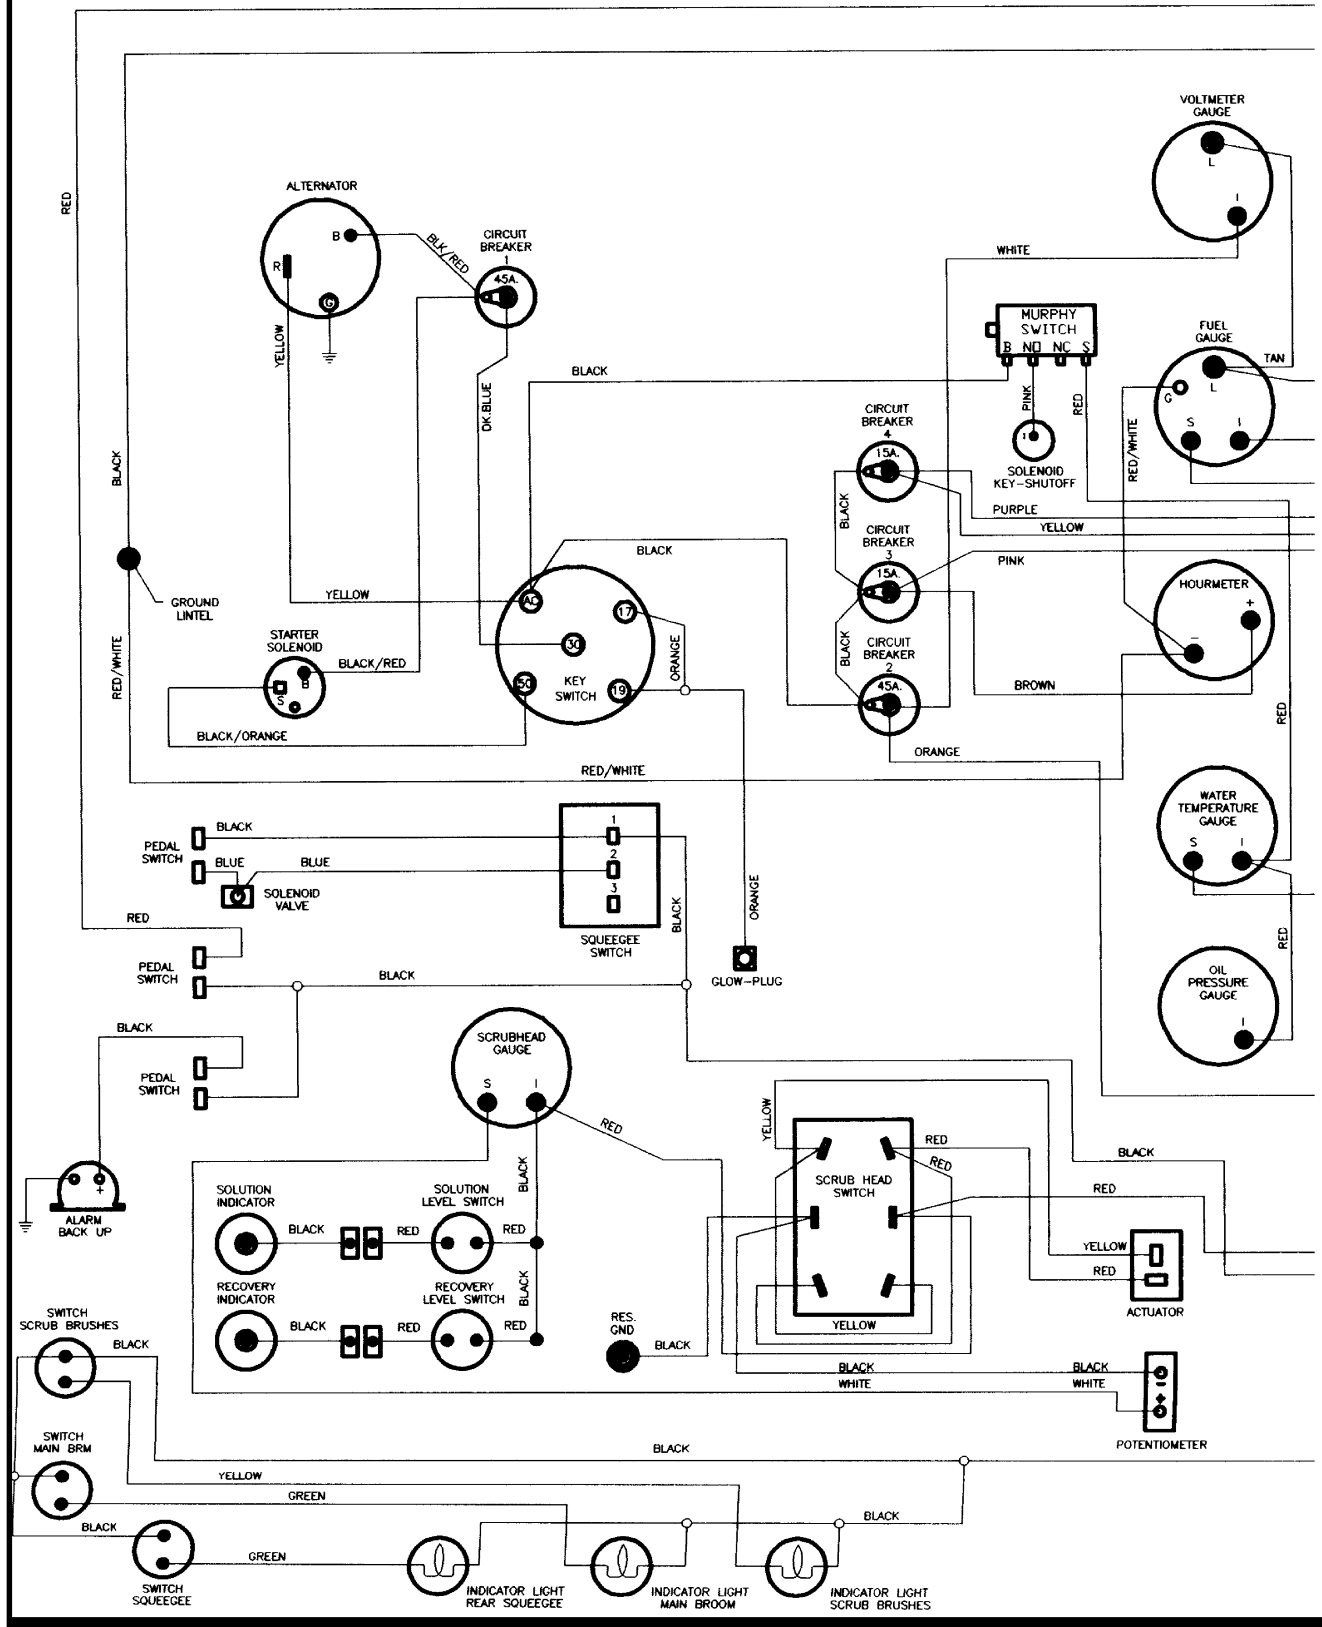 VOLTMETER
GAUGE
L
I
RED
ALTERNATOR
B
R
G
BLK/RED
CIRCUIT
BREAKER
1
45A.
YELLOW
WHITE
MURPHY
SWITCH
B NO NC S
FUEL
GAUGE
TAN
L
G
S
I
BLACK
DK.BLUE
PINK
RED
CIRCUIT
BREAKER
4
15A.
1
SOLENOID
KEY-SHUTOFF
RED/WHITE
BLACK
BLACK
PURPLE
YELLOW
CIRCUIT
BREAKER
3
15A.
BLACK
PINK
HOURMETER
+
−
GROUND
LINTEL
YELLOW
AC
17
30
50
19
KEY
SWITCH
ORANGE
STARTER
SOLENOID
B
S
BLACK/RED
BLACK/ORANGE
RED/WHITE
BLACK
CIRCUIT
BREAKER
2
45A.
BROWN
RED
ORANGE
RED/WHITE
WATER
TEMPERATURE
GAUGE
S
I
BLACK
1
2
3
PEDAL
SWITCH
BLUE
BLUE
SOLENOID
VALVE
SQUEEGEE
SWITCH
BLACK
ORANGE
RED
RED
PEDAL
SWITCH
BLACK
GLOW-PLUG
OIL
PRESSURE
GAUGE
I
BLACK
PEDAL
SWITCH
SCRUBHEAD
GAUGE
S
I
RED
YELLOW
SCRUB HEAD
SWITCH
RED
RED
BLACK
RED
+
ALARM
BACK UP
SOLUTION
INDICATOR
BLACK
RED
SOLUTION
LEVEL SWITCH
RED
BLACK
BLACK
RECOVERY
INDICATOR
BLACK
RED
RECOVERY
LEVEL SWITCH
RED
YELLOW
RED
ACTUATOR
RES.
GND
BLACK
YELLOW
SWITCH
SCRUB BRUSHES
BLACK
BLACK
WHITE
BLACK
WHITE
−
+
POTENTIOMETER
SWITCH
MAIN BRM
BLACK
YELLOW
GREEN
BLACK
BLACK
GREEN
SWITCH
SQUEEGEE
INDICATOR LIGHT
REAR SQUEEGEE
INDICATOR LIGHT
MAIN BROOM
INDICATOR LIGHT
SCRUB BRUSHES